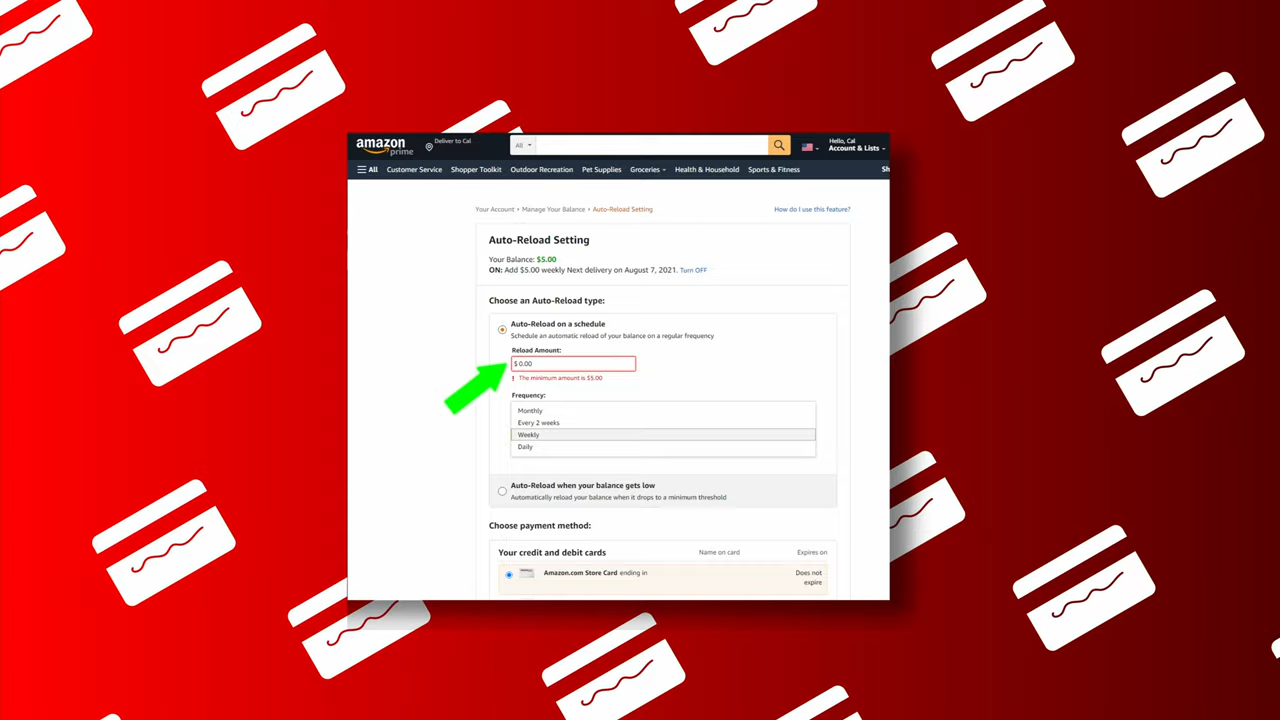 amazon
prime
Deliver to Cal
All
Hello, Cal
Account & Lists
All Customer Service Shopper Toolkit Outdoor Recreation Pet Supplies Groceries Health & Household Sports & Fitness Sh
Your Account › Manage Your Balance › Auto-Reload Setting How do I use this feature?
Auto-Reload Setting
Your Balance: $5.00
ON: Add $5.00 weekly Next delivery on August 7, 2021. Turn OFF
Choose an Auto-Reload type:
Auto-Reload on a schedule
Schedule an automatic reload of your balance on a regular frequency
Reload Amount:
$ 0.00
! The minimum amount is $5.00
Frequency:
Monthly
Every 2 weeks
Weekly
Daily
Auto-Reload when your balance gets low
Automatically reload your balance when it drops to a minimum threshold
Choose payment method:
Your credit and debit cards Name on card Expires on
Amazon.com Store Card ending in Does not
expire